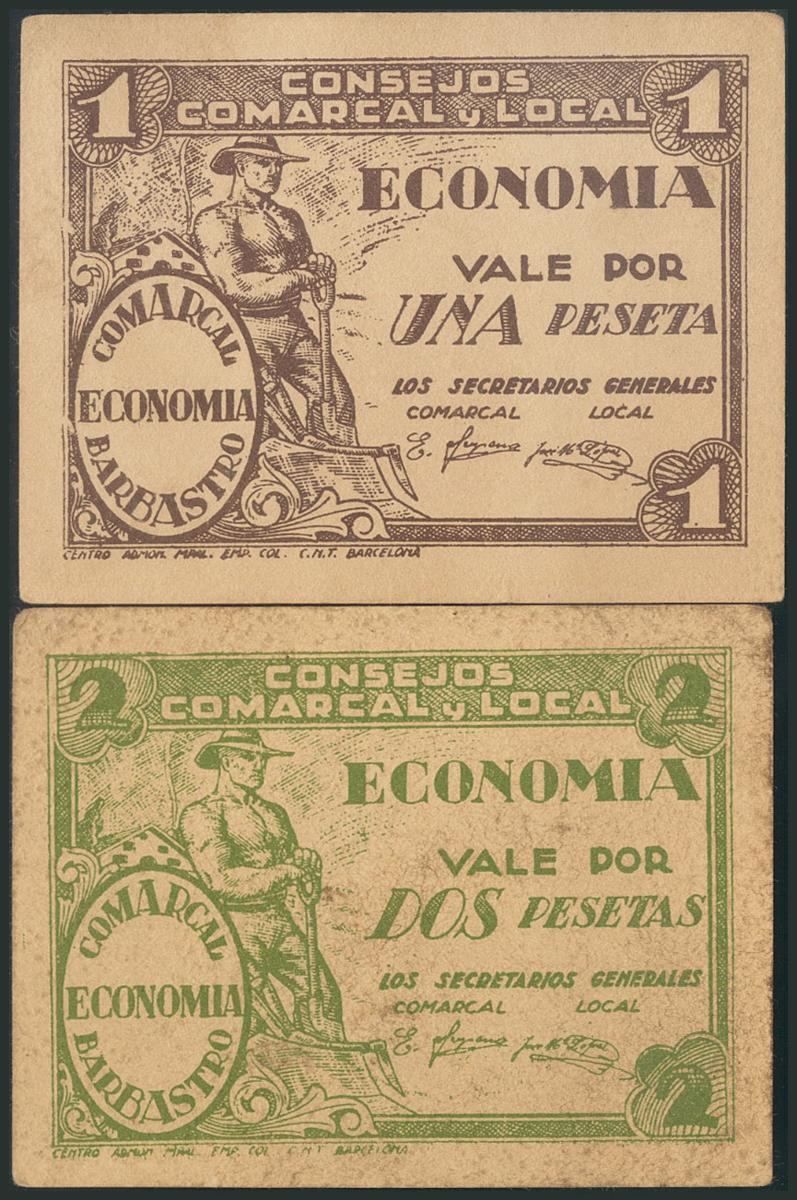 1 CONSEJOS 1
COMARCAL y LOCAL
ECONOMIA
VALE POR
UNA PESETA
LOS SECRETARIOS GENERALES
COMARCAL LOCAL
COMARCAL
ECONOMIA
BARBASTRO
1
CENTRO ADMON. MPAL. EMP. COL. C.N.T. BARCELONA
2 CONSEJOS 2
COMARCAL y LOCAL
ECONOMIA
VALE POR
DOS PESETAS
LOS SECRETARIOS GENERALES
COMARCAL LOCAL
COMARCAL
ECONOMIA
BARBASTRO
2
CENTRO ADMON MPAL. EMP. COL C.N.T BARCELONA